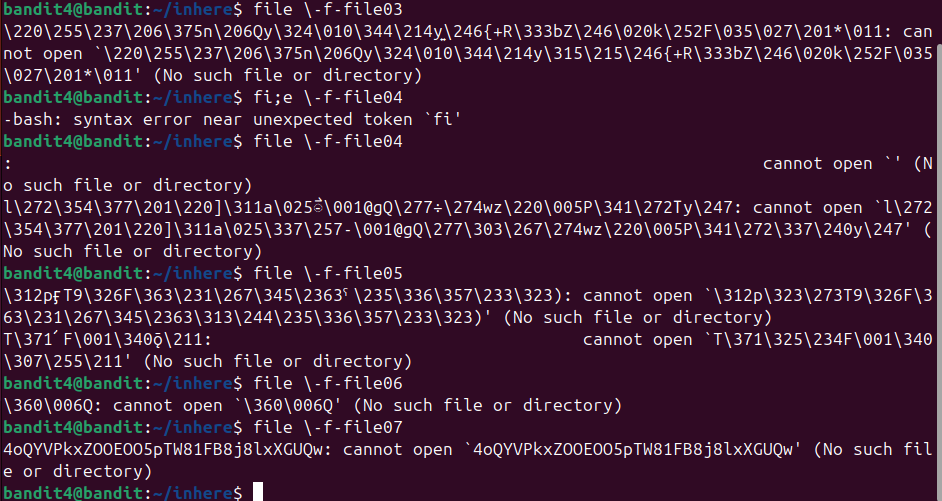 bandit4@bandit:~/inhere$ file \-f-file03
\220\255\237\206\375n\206Qy\324\010\344\214y\246{+R\333bZ\246\020k\252F\035\027\201*\011: can
not open `\220\255\237\206\375n\206Qy\324\010\344\214y\315\215\246{+R\333bZ\246\020k\252F\035
\027\201*\011' (No such file or directory)
bandit4@bandit:~/inhere$ fi;e \-f-file04
-bash: syntax error near unexpected token `fi'
bandit4@bandit:~/inhere$ file \-f-file04
: cannot open `' (N
o such file or directory)
l\272\354\377\201\220]\311a\025\001@gQ\277÷\274wz\220\005P\341\272Ty\247: cannot open `l\272
\354\377\201\220]\311a\025\337\257-\001@gQ\277\303\267\274wz\220\005P\341\272\337\240y\247' (
No such file or directory)
bandit4@bandit:~/inhere$ file \-f-file05
\312pT9\326F\363\231\267\345\2363\235\336\357\233\323): cannot open `\312p\323\273T9\326F\3
63\231\267\345\2363\313\244\235\336\357\233\323)' (No such file or directory)
T\371F\001\340\211: cannot open `T\371\325\234F\001\340
\307\255\211' (No such file or directory)
bandit4@bandit:~/inhere$ file \-f-file06
\360\006Q: cannot open `\360\006Q' (No such file or directory)
bandit4@bandit:~/inhere$ file \-f-file07
4oQYVPkxZOOEOO5pTW81FB8j8lxXGUQw: cannot open `4oQYVPkxZOOEOO5pTW81FB8j8lxXGUQw' (No such fil
e or directory)
bandit4@bandit:~/inhere$